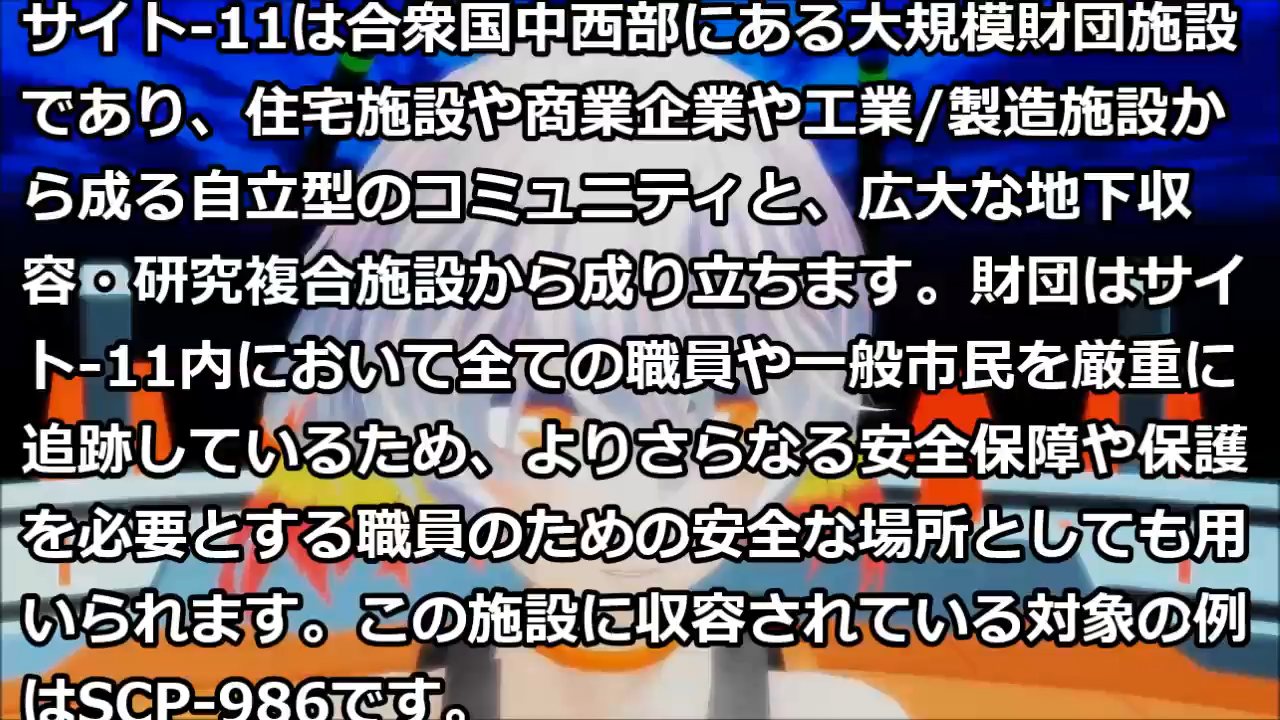 サイト-11は合衆国中西部にある大規模財団施設
であり、住宅施設や商業企業や工業/製造施設か
ら成る自立型のコミュニティと、広大な地下収
容・研究複合施設から成り立ちます。財団はサイ
ト-11内において全ての職員や一般市民を厳重に
追跡しているため、よりさらなる安全保障や保護
を必要とする職員のための安全な場所としても用
いられます。この施設に収容されている対象の例
はSCP-986です。